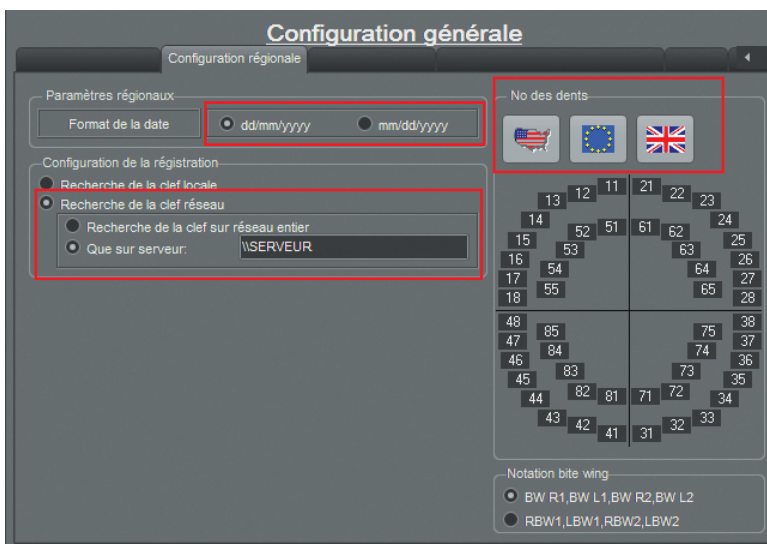 Configuration générale
Configuration régionale
Paramètres régionaux
Format de la date
dd/mm/yyyy
mm/dd/yyyy
Configuration de la régistration
Recherche de la clef locale
Recherche de la clef réseau
Recherche de la clef sur réseau entier
Que sur serveur:
\\SERVEUR
No des dents
13 12 11 21 22 23
14 52 51 61 62 24
15 53 63 25
16 54 64 26
17 55 65 27
18 28
48 38
47 85 75 37
46 84 74 36
45 83 73 35
44 82 81 71 72 34
43 42 41 31 32 33
Notation bite wing
BW R1,BW L1,BW R2,BW L2
RBW1,LBW1,RBW2,LBW2